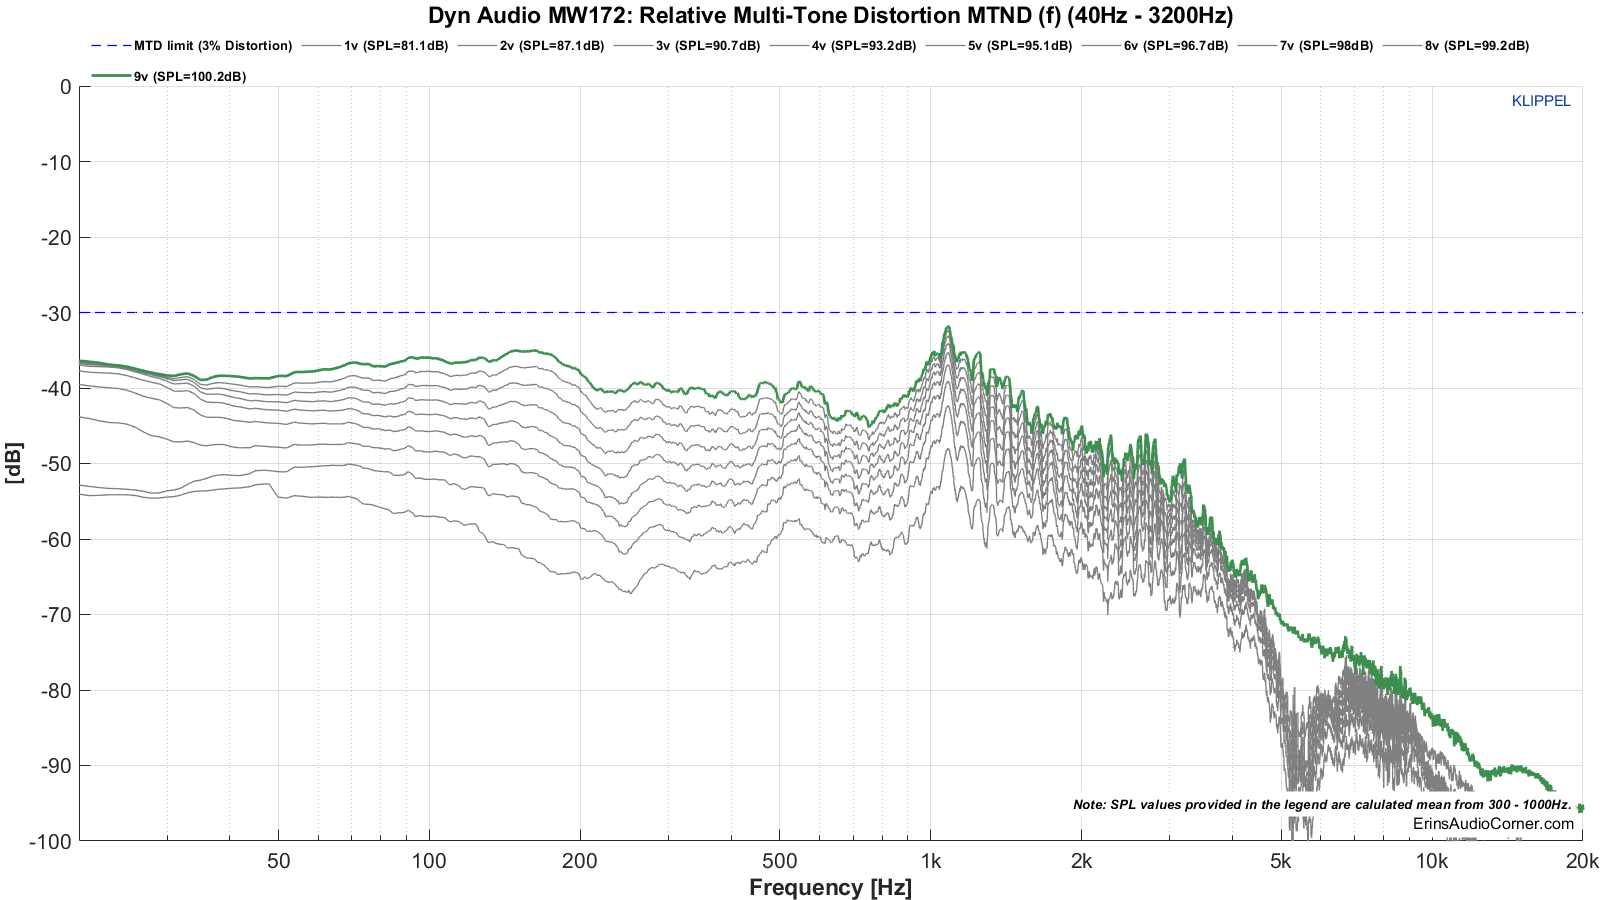 Dyn Audio MW172: Relative Multi-Tone Distortion MTND (f) (40Hz - 3200Hz)
MTD limit (3% Distortion) 1v (SPL=81.1dB) 2v (SPL=87.1dB) 3v (SPL=90.7dB) 4v (SPL=93.2dB) 5v (SPL=95.1dB) 6v (SPL=96.7dB) 7v (SPL=98dB) 8v (SPL=99.2dB)
9v (SPL=100.2dB)
KLIPPEL
0
-10
-20
-30
-40
-50
-60
-70
-80
-90
-100
[dB]
Note: SPL values provided in the legend are calulated mean from 300 - 1000Hz.
ErinsAudioCorner.com
50 100 200 500 1k 2k 5k 10k 20k
Frequency [Hz]